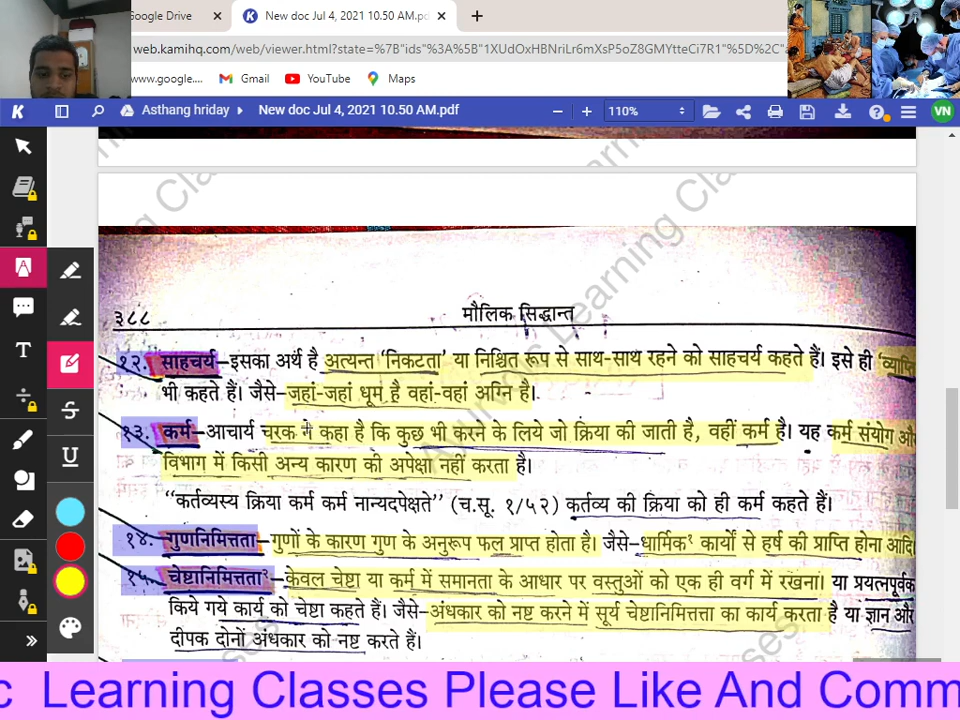 Google Drive × New doc Jul 4, 2021 10.50 AM.pd × +
web.kamihq.com/web/viewer.html?state=%7B"ids"%3A%5B"1XUdOxHBNriLr6mXsP5oZ8GMYtteCi7R1"%5D%2C"a
www.google.... Gmail YouTube Maps
K Asthang hriday New doc Jul 4, 2021 10.50 AM.pdf − + 110% VN
३८८ मौलिक सिद्धान्त
१२. साहचर्य–इसका अर्थ है अत्यन्त 'निकटता' या निश्चित रूप से साथ-साथ रहने को साहचर्य कहते हैं। इसे ही 'व्याप्ति
भी कहते हैं। जैसे–जहां-जहां धूम है वहां-वहां अग्नि है।
१३. कर्म–आचार्य चरक ने कहा है कि कुछ भी करने के लिये जो क्रिया की जाती है, वहीं कर्म है। यह कर्म संयोग और
विभाग में किसी अन्य कारण की अपेक्षा नहीं करता है।
"कर्तव्यस्य क्रिया कर्म कर्म नान्यदपेक्षते" (च.सू. १/५२) कर्तव्य की क्रिया को ही कर्म कहते हैं।
१४. गुणनिमित्तता–गुणों के कारण गुण के अनुरूप फल प्राप्त होता है। जैसे–धार्मिक१ कार्यों से हर्ष की प्राप्ति होना आदि
१५. चेष्टानिमित्तता२–केवल चेष्टा या कर्म में समानता के आधार पर वस्तुओं को एक ही वर्ग में रखना। या प्रयत्नपूर्वक
किये गये कार्य को चेष्टा कहते हैं। जैसे–अंधकार को नष्ट करने में सूर्य चेष्टानिमित्तता का कार्य करता है या ज्ञान और
दीपक दोनों अंधकार को नष्ट करते हैं।
c Learning Classes Please Like And Comm